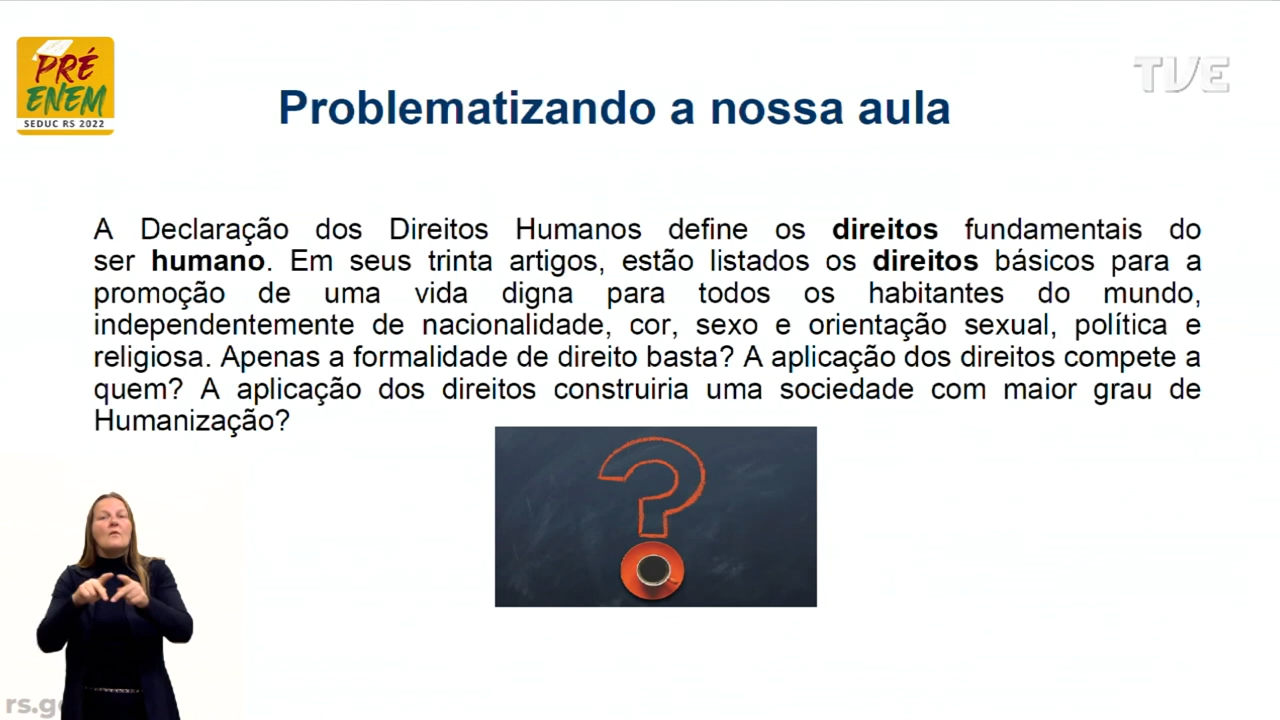 PRÉ
ENEM
SEDUC RS 2022
TVE
Problematizando a nossa aula
A Declaração dos Direitos Humanos define os direitos fundamentais do
ser humano. Em seus trinta artigos, estão listados os direitos básicos para a
promoção de uma vida digna para todos os habitantes do mundo,
independentemente de nacionalidade, cor, sexo e orientação sexual, política e
religiosa. Apenas a formalidade de direito basta? A aplicação dos direitos compete a
quem? A aplicação dos direitos construiria uma sociedade com maior grau de
Humanização?